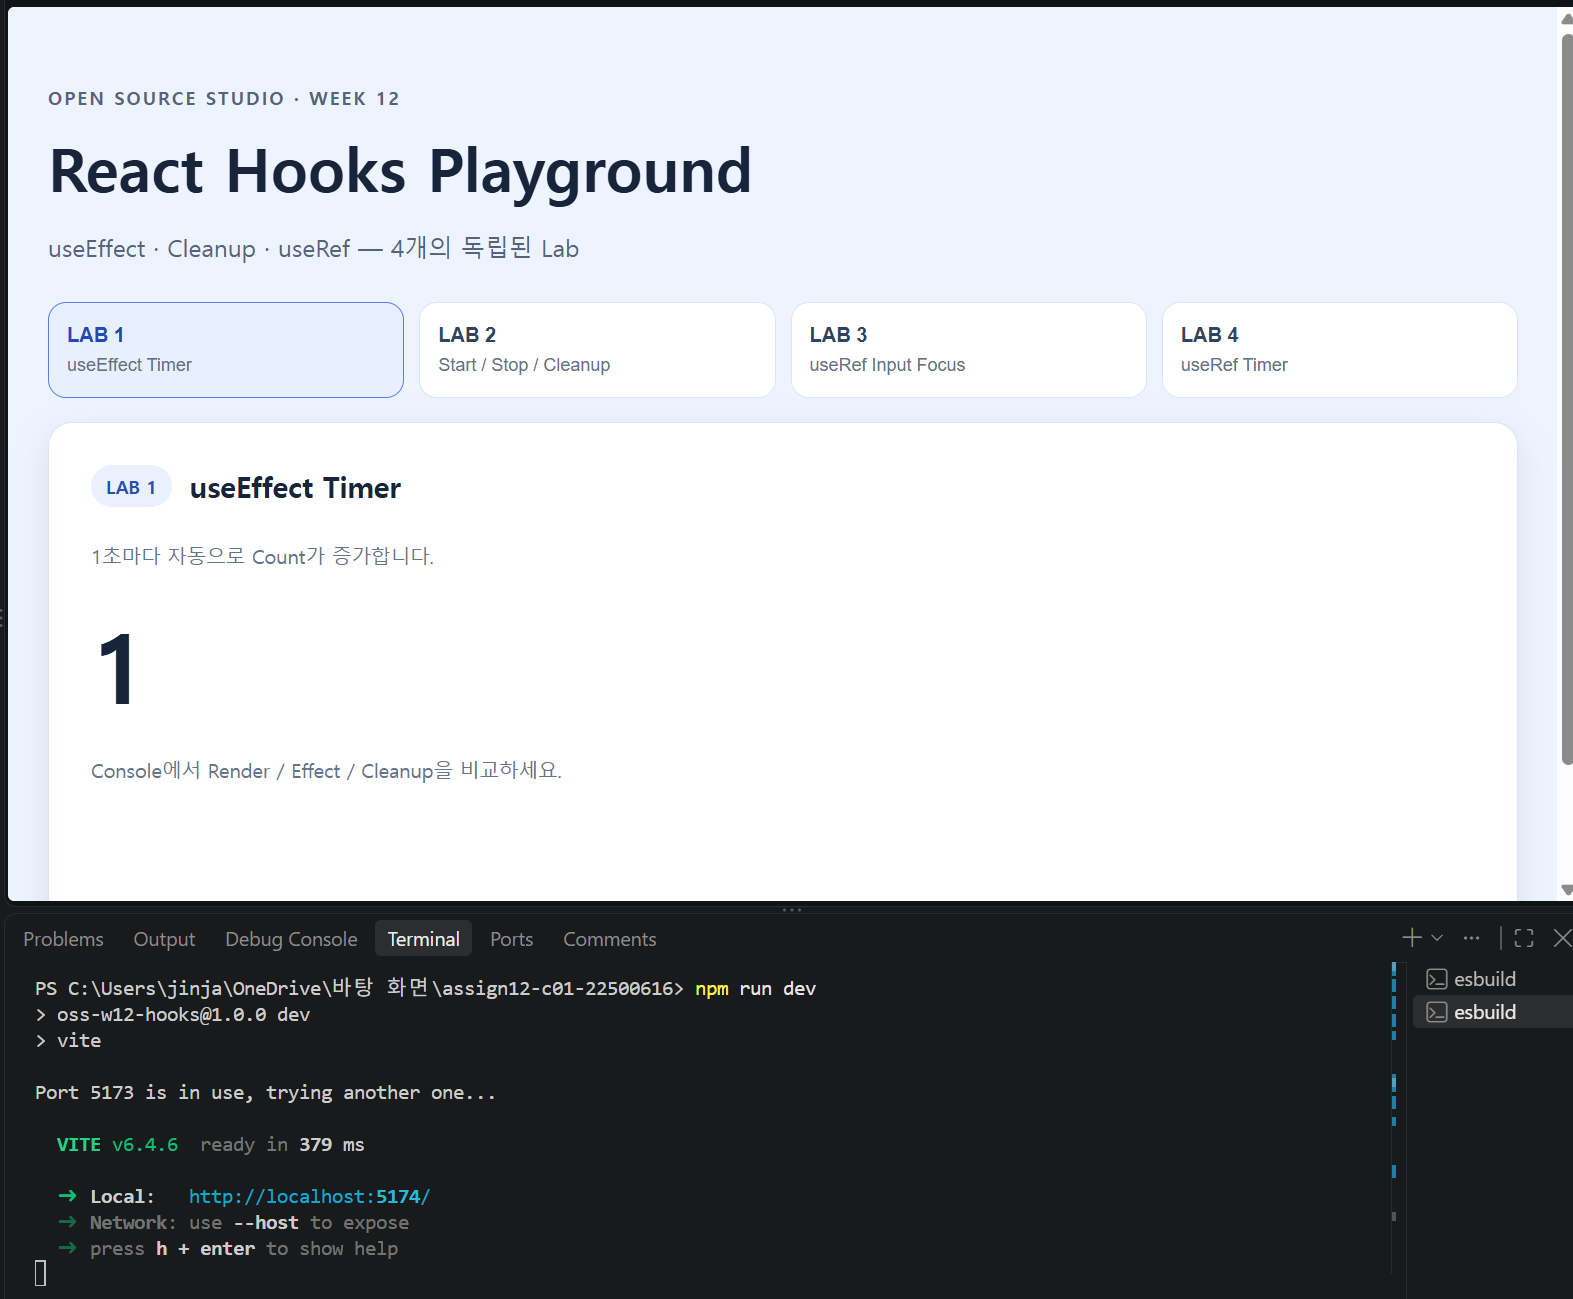 OPEN SOURCE STUDIO · WEEK 12
React Hooks Playground
useEffect · Cleanup · useRef — 4개의 독립된 Lab
LAB 1
useEffect Timer
LAB 2
Start / Stop / Cleanup
LAB 3
useRef Input Focus
LAB 4
useRef Timer
LAB 1 useEffect Timer
1초마다 자동으로 Count가 증가합니다.
1
Console에서 Render / Effect / Cleanup을 비교하세요.
Problems Output Debug Console Terminal Ports Comments
PS C:\Users\jinja\OneDrive\바탕 화면\assign12-c01-22500616> npm run dev
> oss-w12-hooks@1.0.0 dev
> vite
Port 5173 is in use, trying another one...
VITE v6.4.6 ready in 379 ms
➜ Local: http://localhost:5174/
➜ Network: use --host to expose
➜ press h + enter to show help
esbuild
esbuild